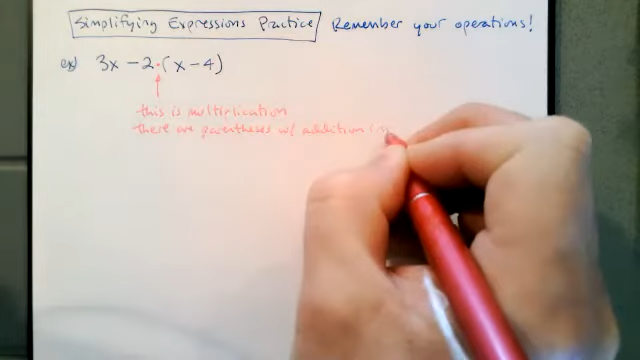 Simplifying Expressions Practice Remember your operations!
ex) 3x - 2 · (x - 4)
this is multiplication
there are parentheses w/ addition